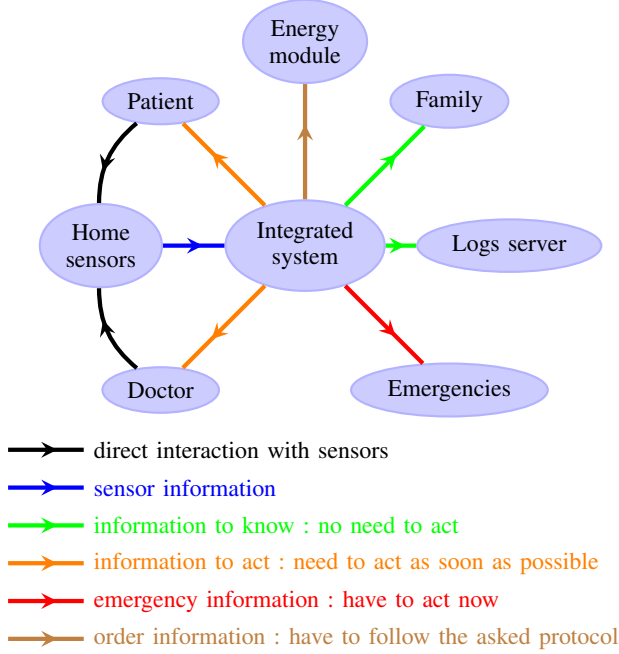 Energy
module
Patient
Family
Home
sensors
Integrated
system
Logs server
Doctor
Emergencies
direct interaction with sensors
sensor information
information to know : no need to act
information to act : need to act as soon as possible
emergency information : have to act now
order information : have to follow the asked protocol